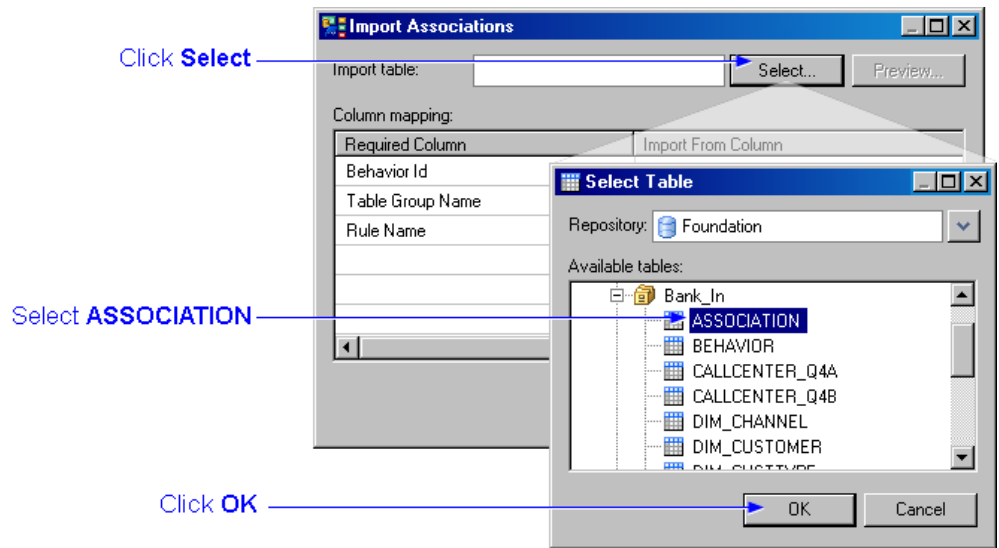 Import Associations
Click Select
Import table:
Select...
Preview...
Column mapping:
Required Column
Import From Column
Behavior Id
Table Group Name
Rule Name
Select Table
Repository:
Foundation
Available tables:
Bank_In
Select ASSOCIATION
ASSOCIATION
BEHAVIOR
CALLCENTER_Q4A
CALLCENTER_Q4B
DIM_CHANNEL
DIM_CUSTOMER
DIM_CUSTTYPE
Click OK
OK
Cancel